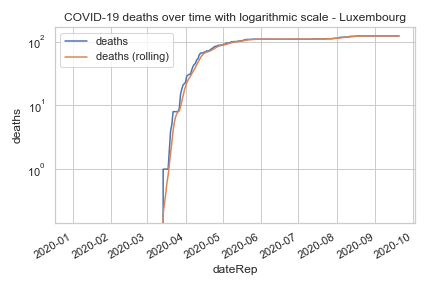 COVID-19 deaths over time with logarithmic scale - Luxembourg
deaths
deaths (rolling)
10²
10¹
10⁰
deaths
2020-01
2020-02
2020-03
2020-04
2020-05
2020-06
2020-07
2020-08
2020-09
2020-10
dateRep